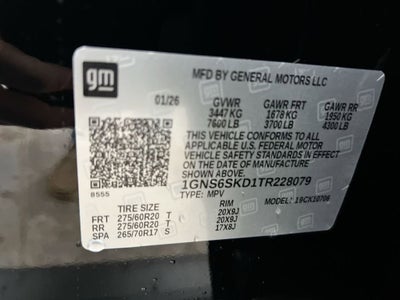 gm
MFD BY GENERAL MOTORS LLC
01/26 GVWR GAWR FRT GAWR RR
3447 KG 1678 KG 1950 KG
7600 LB 3700 LB 4300 LB
THIS VEHICLE CONFORMS TO ALL
APPLICABLE U.S. FEDERAL MOTOR
VEHICLE SAFETY STANDARDS IN EFFECT
ON THE DATE OF MANUFACTURE
SHOWN ABOVE.
1GNS6SKD1TR228079
8555 TYPE: MPV MODEL: 19CK10706
TIRE SIZE RIM
FRT 275/60R20 T 20X9J
RR 275/60R20 T 20X9J
SPA 265/70R17 S 17X8J